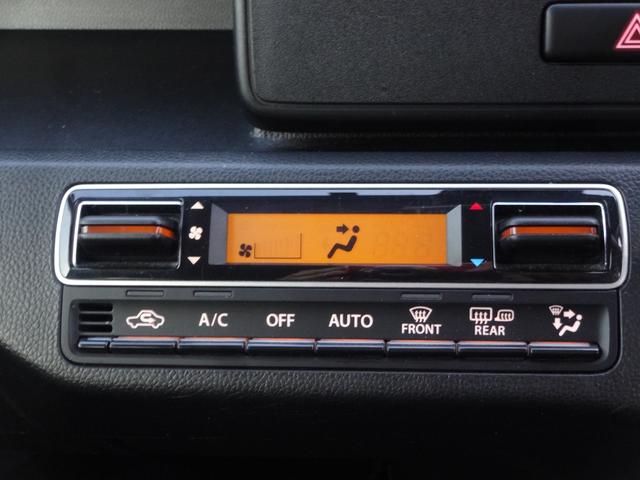 A/C OFF AUTO FRONT REAR